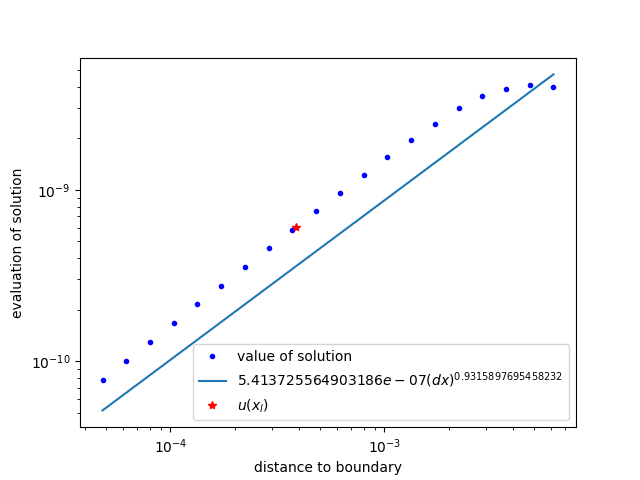 10⁻⁹
10⁻¹⁰
evaluation of solution
value of solution
5.413725564903186e − 07(dx)^0.9315897695458232
u(x_l)
10⁻⁴
10⁻³
distance to boundary